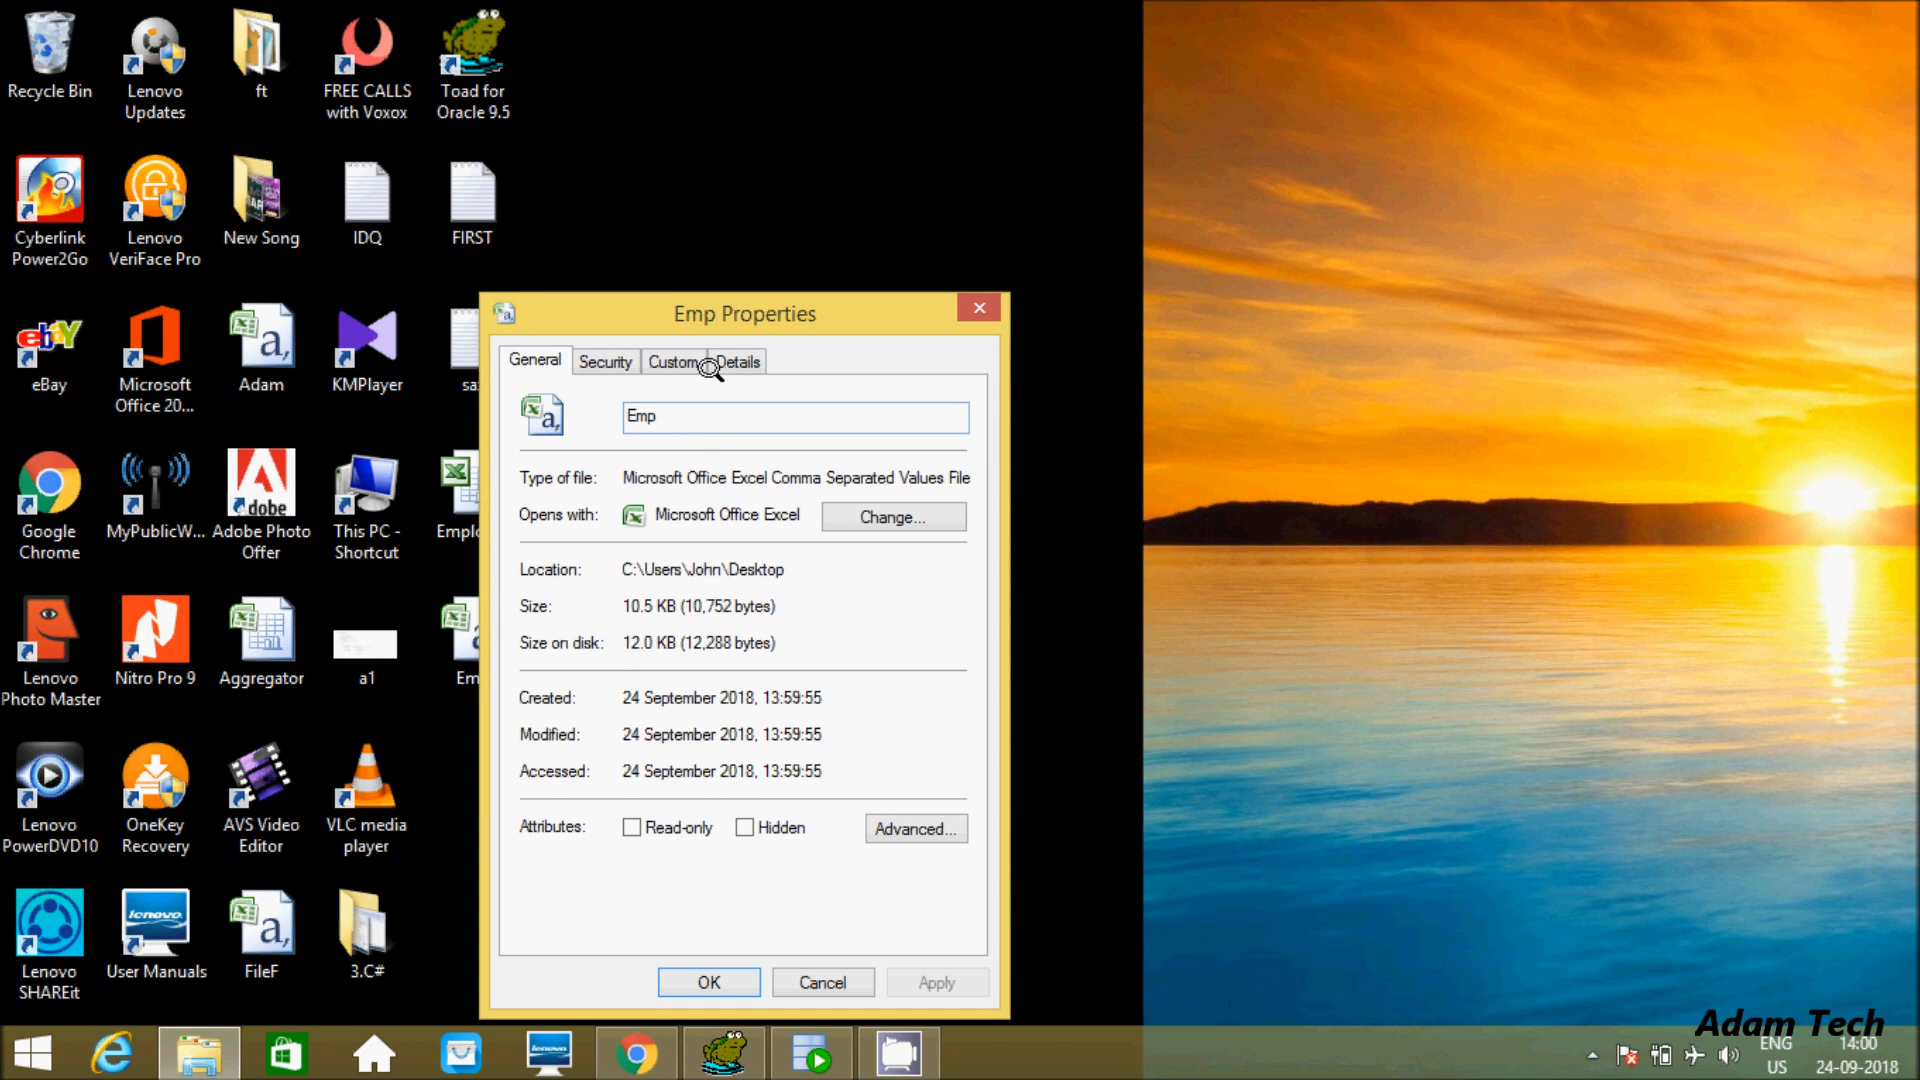 Recycle Bin
Lenovo
Updates
ft
FREE CALLS
with Voxox
Toad for
Oracle 9.5
Cyberlink
Power2Go
Lenovo
VeriFace Pro
New Song
IDQ
FIRST
eBay
Microsoft
Office 20...
Adam
KMPlayer
Google
Chrome
MyPublicW...
Adobe
Adobe Photo
Offer
This PC -
Shortcut
Lenovo
Photo Master
Nitro Pro 9
Aggregator
a1
Em
Lenovo
PowerDVD10
OneKey
Recovery
AVS Video
Editor
VLC media
player
Lenovo
SHAREit
lenovo
User Manuals
FileF
3.C#
Emp Properties
General
Security
Custom
Details
Emp
Type of file: Microsoft Office Excel Comma Separated Values File
Opens with: Microsoft Office Excel
Change...
Location: C:\Users\John\Desktop
Size: 10.5 KB (10,752 bytes)
Size on disk: 12.0 KB (12,288 bytes)
Created: 24 September 2018, 13:59:55
Modified: 24 September 2018, 13:59:55
Accessed: 24 September 2018, 13:59:55
Attributes: Read-only Hidden
Advanced...
OK
Cancel
Apply
Adam Tech
ENG
US
14:00
24-09-2018